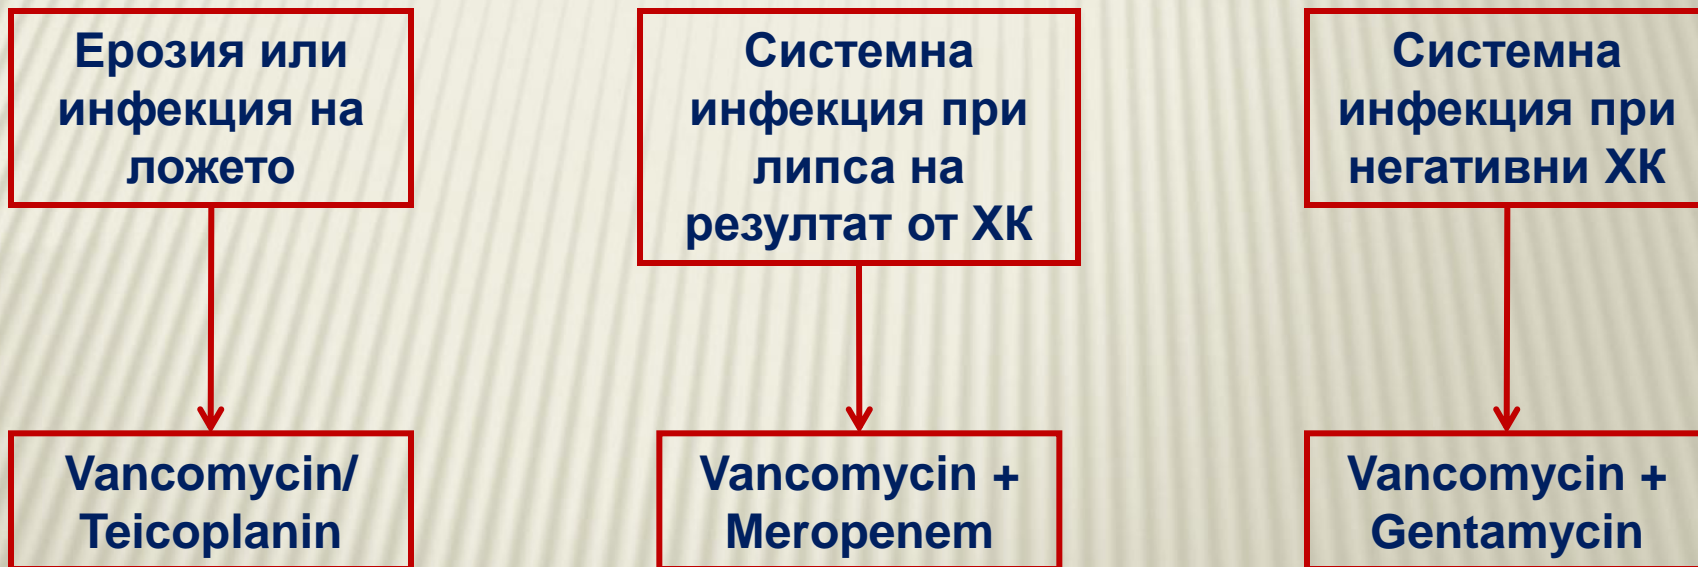 Ерозия или
инфекция на
ложето
Системна
инфекция при
липса на
резултат от ХК
Системна
инфекция при
негативни ХК
Vancomycin/
Teicoplanin
Vancomycin +
Meropenem
Vancomycin +
Gentamycin